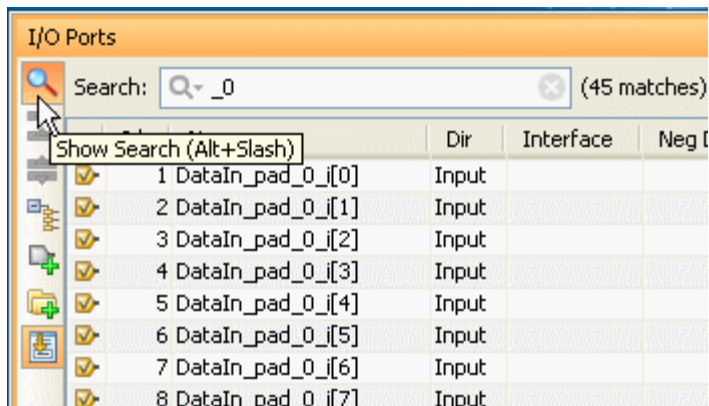 I/O Ports
Search: _0 (45 matches)
Show Search (Alt+Slash)
Dir Interface Neg D
1 DataIn_pad_0_i[0] Input
2 DataIn_pad_0_i[1] Input
3 DataIn_pad_0_i[2] Input
4 DataIn_pad_0_i[3] Input
5 DataIn_pad_0_i[4] Input
6 DataIn_pad_0_i[5] Input
7 DataIn_pad_0_i[6] Input
8 DataIn_pad_0_i[7] Input